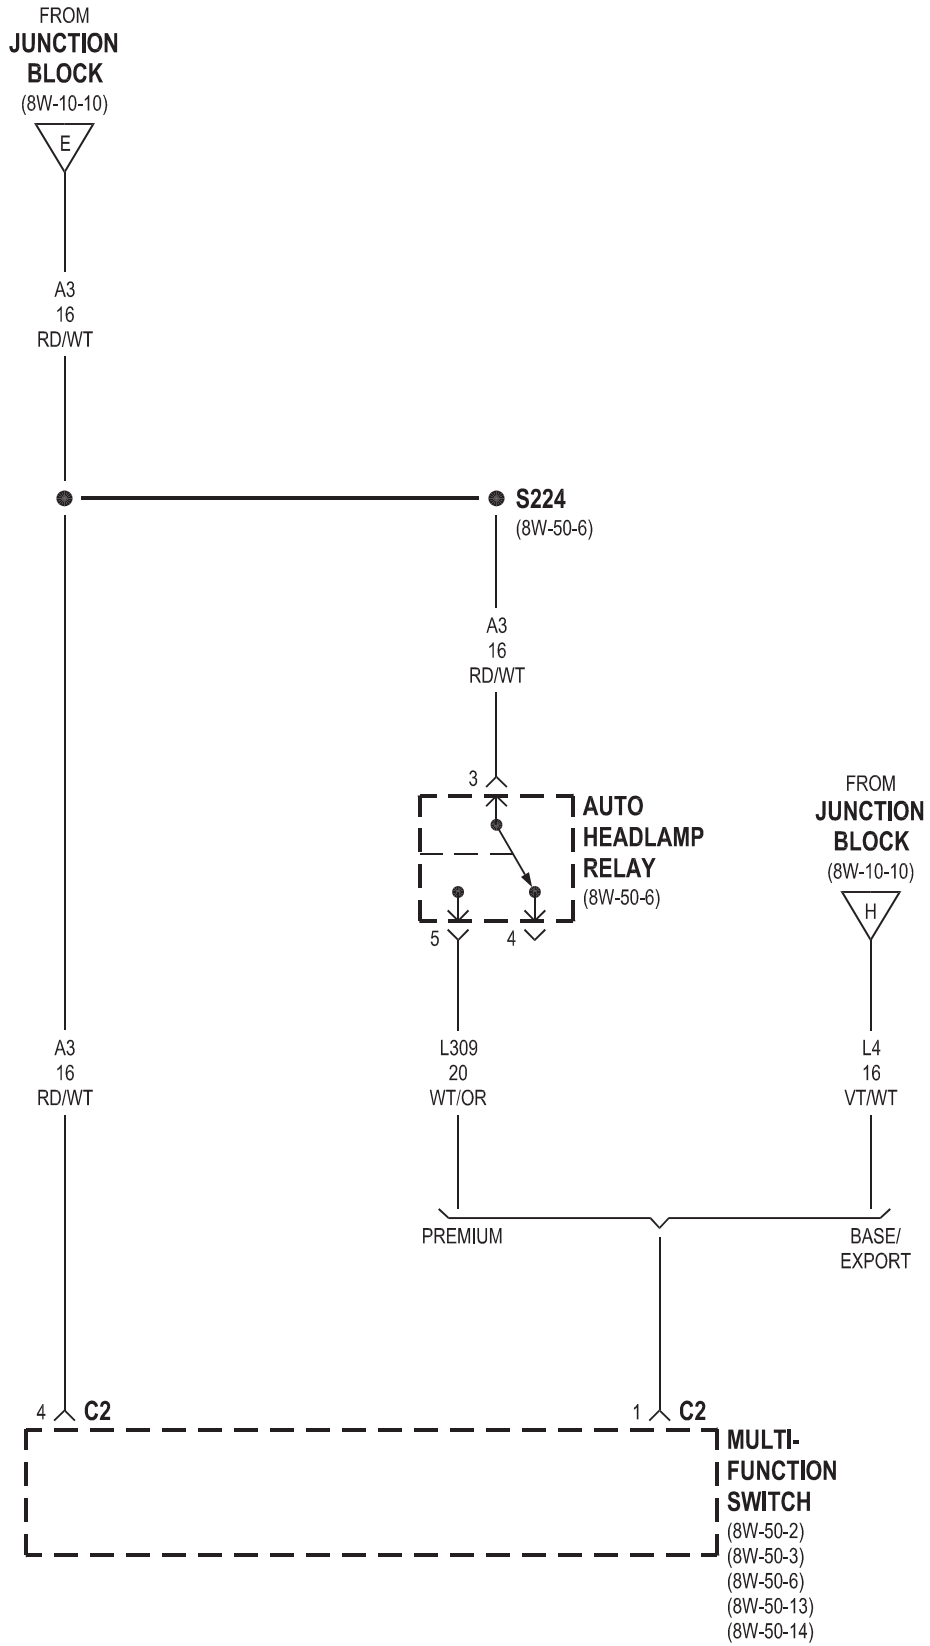 FROM
JUNCTION
BLOCK
(8W-10-10)
E
A3
16
RD/WT
S224
(8W-50-6)
A3
16
RD/WT
3
AUTO
HEADLAMP
RELAY
(8W-50-6)
5
4
FROM
JUNCTION
BLOCK
(8W-10-10)
H
A3
16
RD/WT
L309
20
WT/OR
L4
16
VT/WT
PREMIUM
BASE/
EXPORT
4
C2
1
C2
MULTI-
FUNCTION
SWITCH
(8W-50-2)
(8W-50-3)
(8W-50-6)
(8W-50-13)
(8W-50-14)